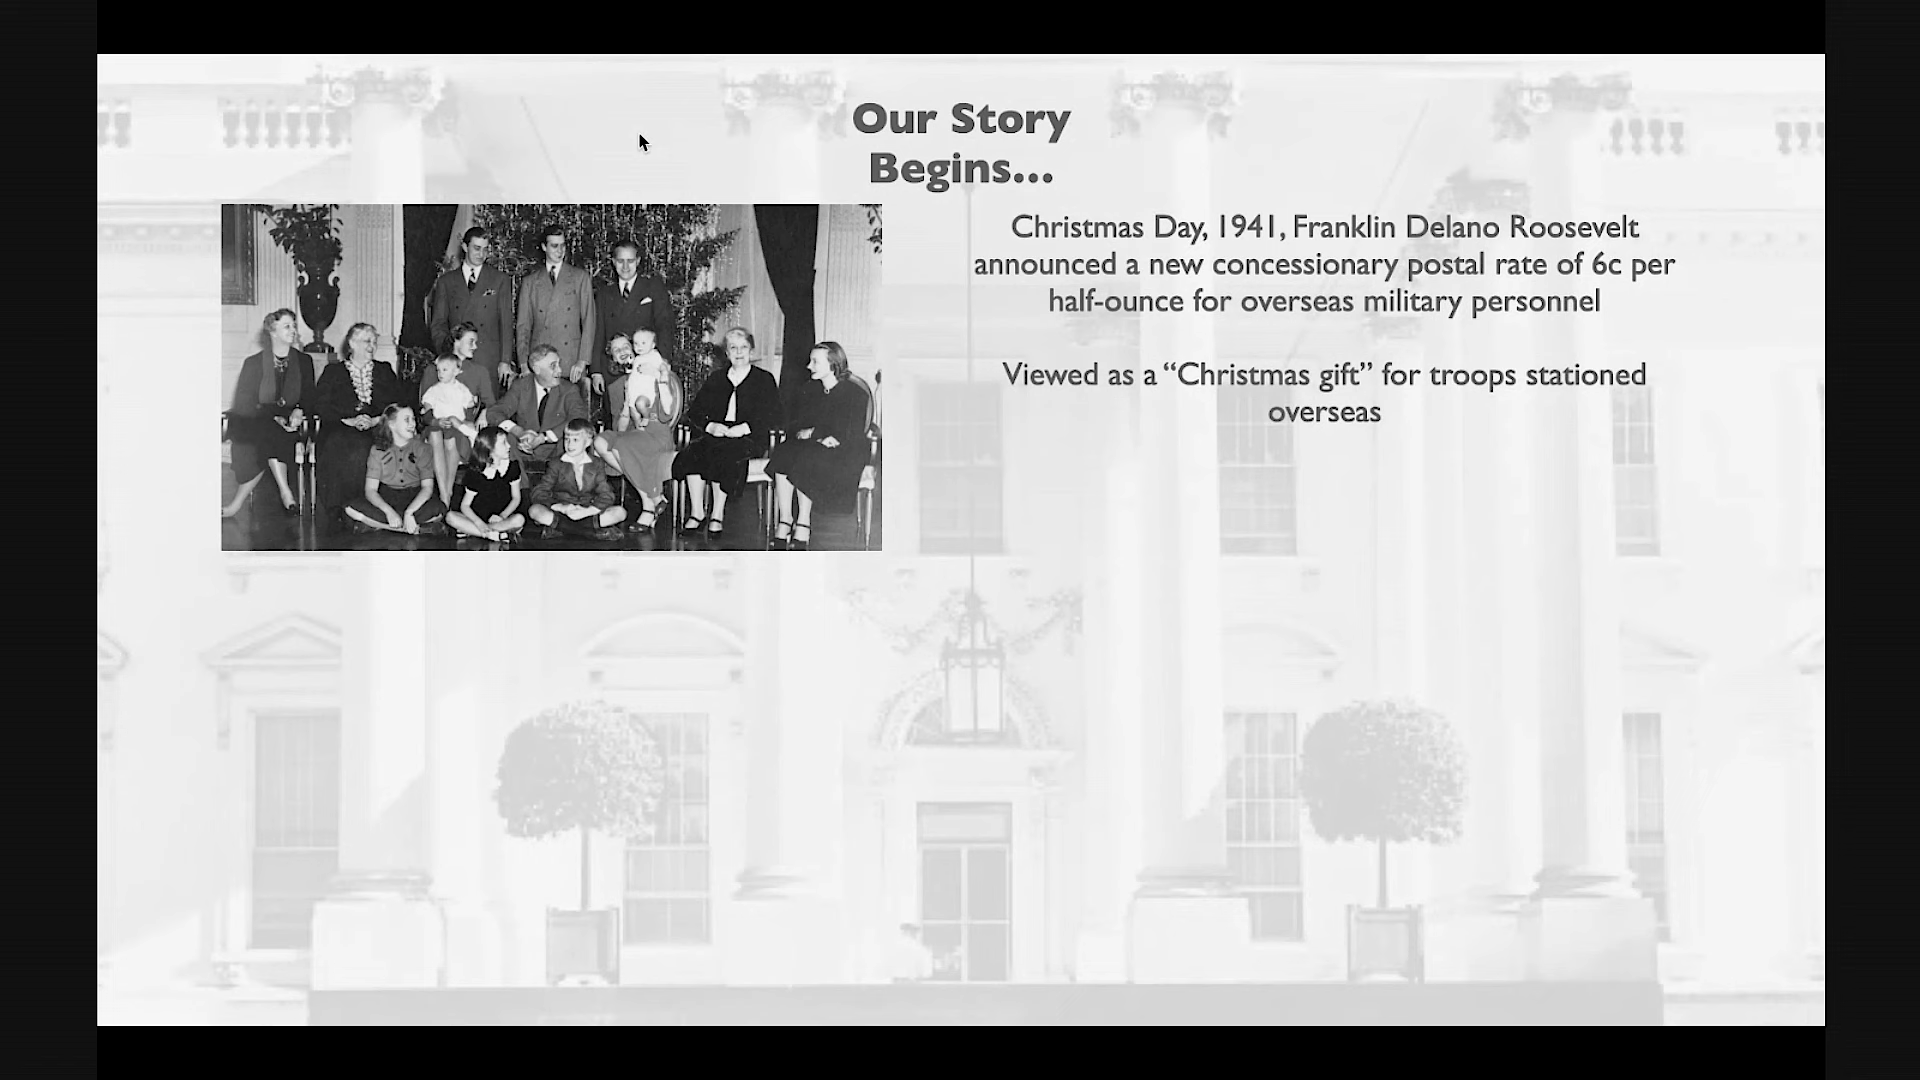 Our Story
Begins...
Christmas Day, 1941, Franklin Delano Roosevelt
announced a new concessionary postal rate of 6c per
half-ounce for overseas military personnel
Viewed as a “Christmas gift” for troops stationed
overseas